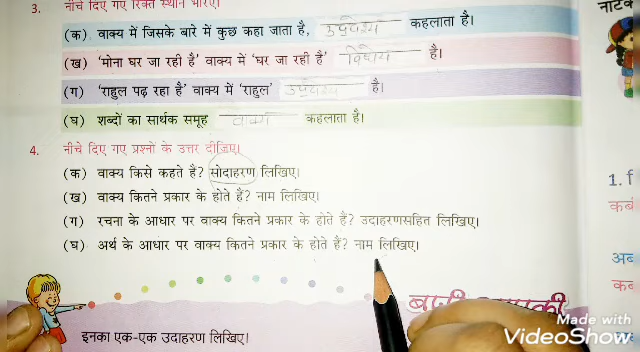 3. नीचे दिए गए रिक्त स्थान भरिए।
(क) वाक्य में जिसके बारे में कुछ कहा जाता है, उद्देश्य कहलाता है।
(ख) 'मोना घर जा रही है' वाक्य में 'घर जा रही है' विधेय है।
(ग) 'राहुल पढ़ रहा है' वाक्य में 'राहुल' उद्देश्य है।
(घ) शब्दों का सार्थक समूह वाक्य कहलाता है।
4. नीचे दिए गए प्रश्नों के उत्तर दीजिए।
(क) वाक्य किसे कहते हैं? सोदाहरण लिखिए।
(ख) वाक्य कितने प्रकार के होते हैं? नाम लिखिए।
(ग) रचना के आधार पर वाक्य कितने प्रकार के होते हैं? उदाहरणसहित लिखिए।
(घ) अर्थ के आधार पर वाक्य कितने प्रकार के होते हैं? नाम लिखिए।
इनका एक-एक उदाहरण लिखिए।
नाटक
1.
Made with
VideoShow